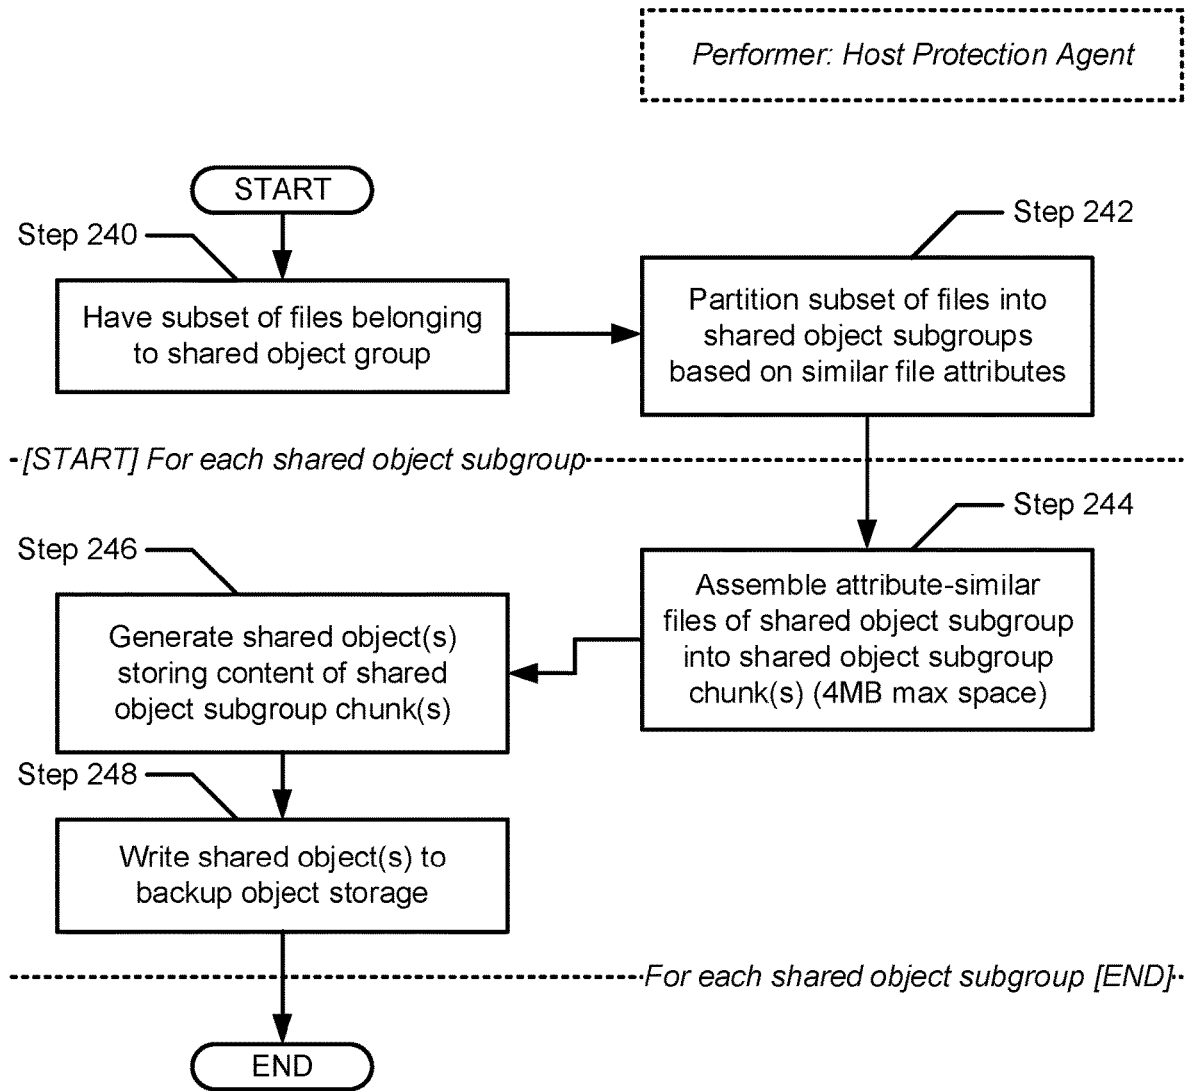 Performer: Host Protection Agent
START
Step 240
Have subset of files belonging
to shared object group
Step 242
Partition subset of files into
shared object subgroups
based on similar file attributes
[START] For each shared object subgroup
Step 244
Assemble attribute-similar
files of shared object subgroup
into shared object subgroup
chunk(s) (4MB max space)
Step 246
Generate shared object(s)
storing content of shared
object subgroup chunk(s)
Step 248
Write shared object(s) to
backup object storage
For each shared object subgroup [END]
END